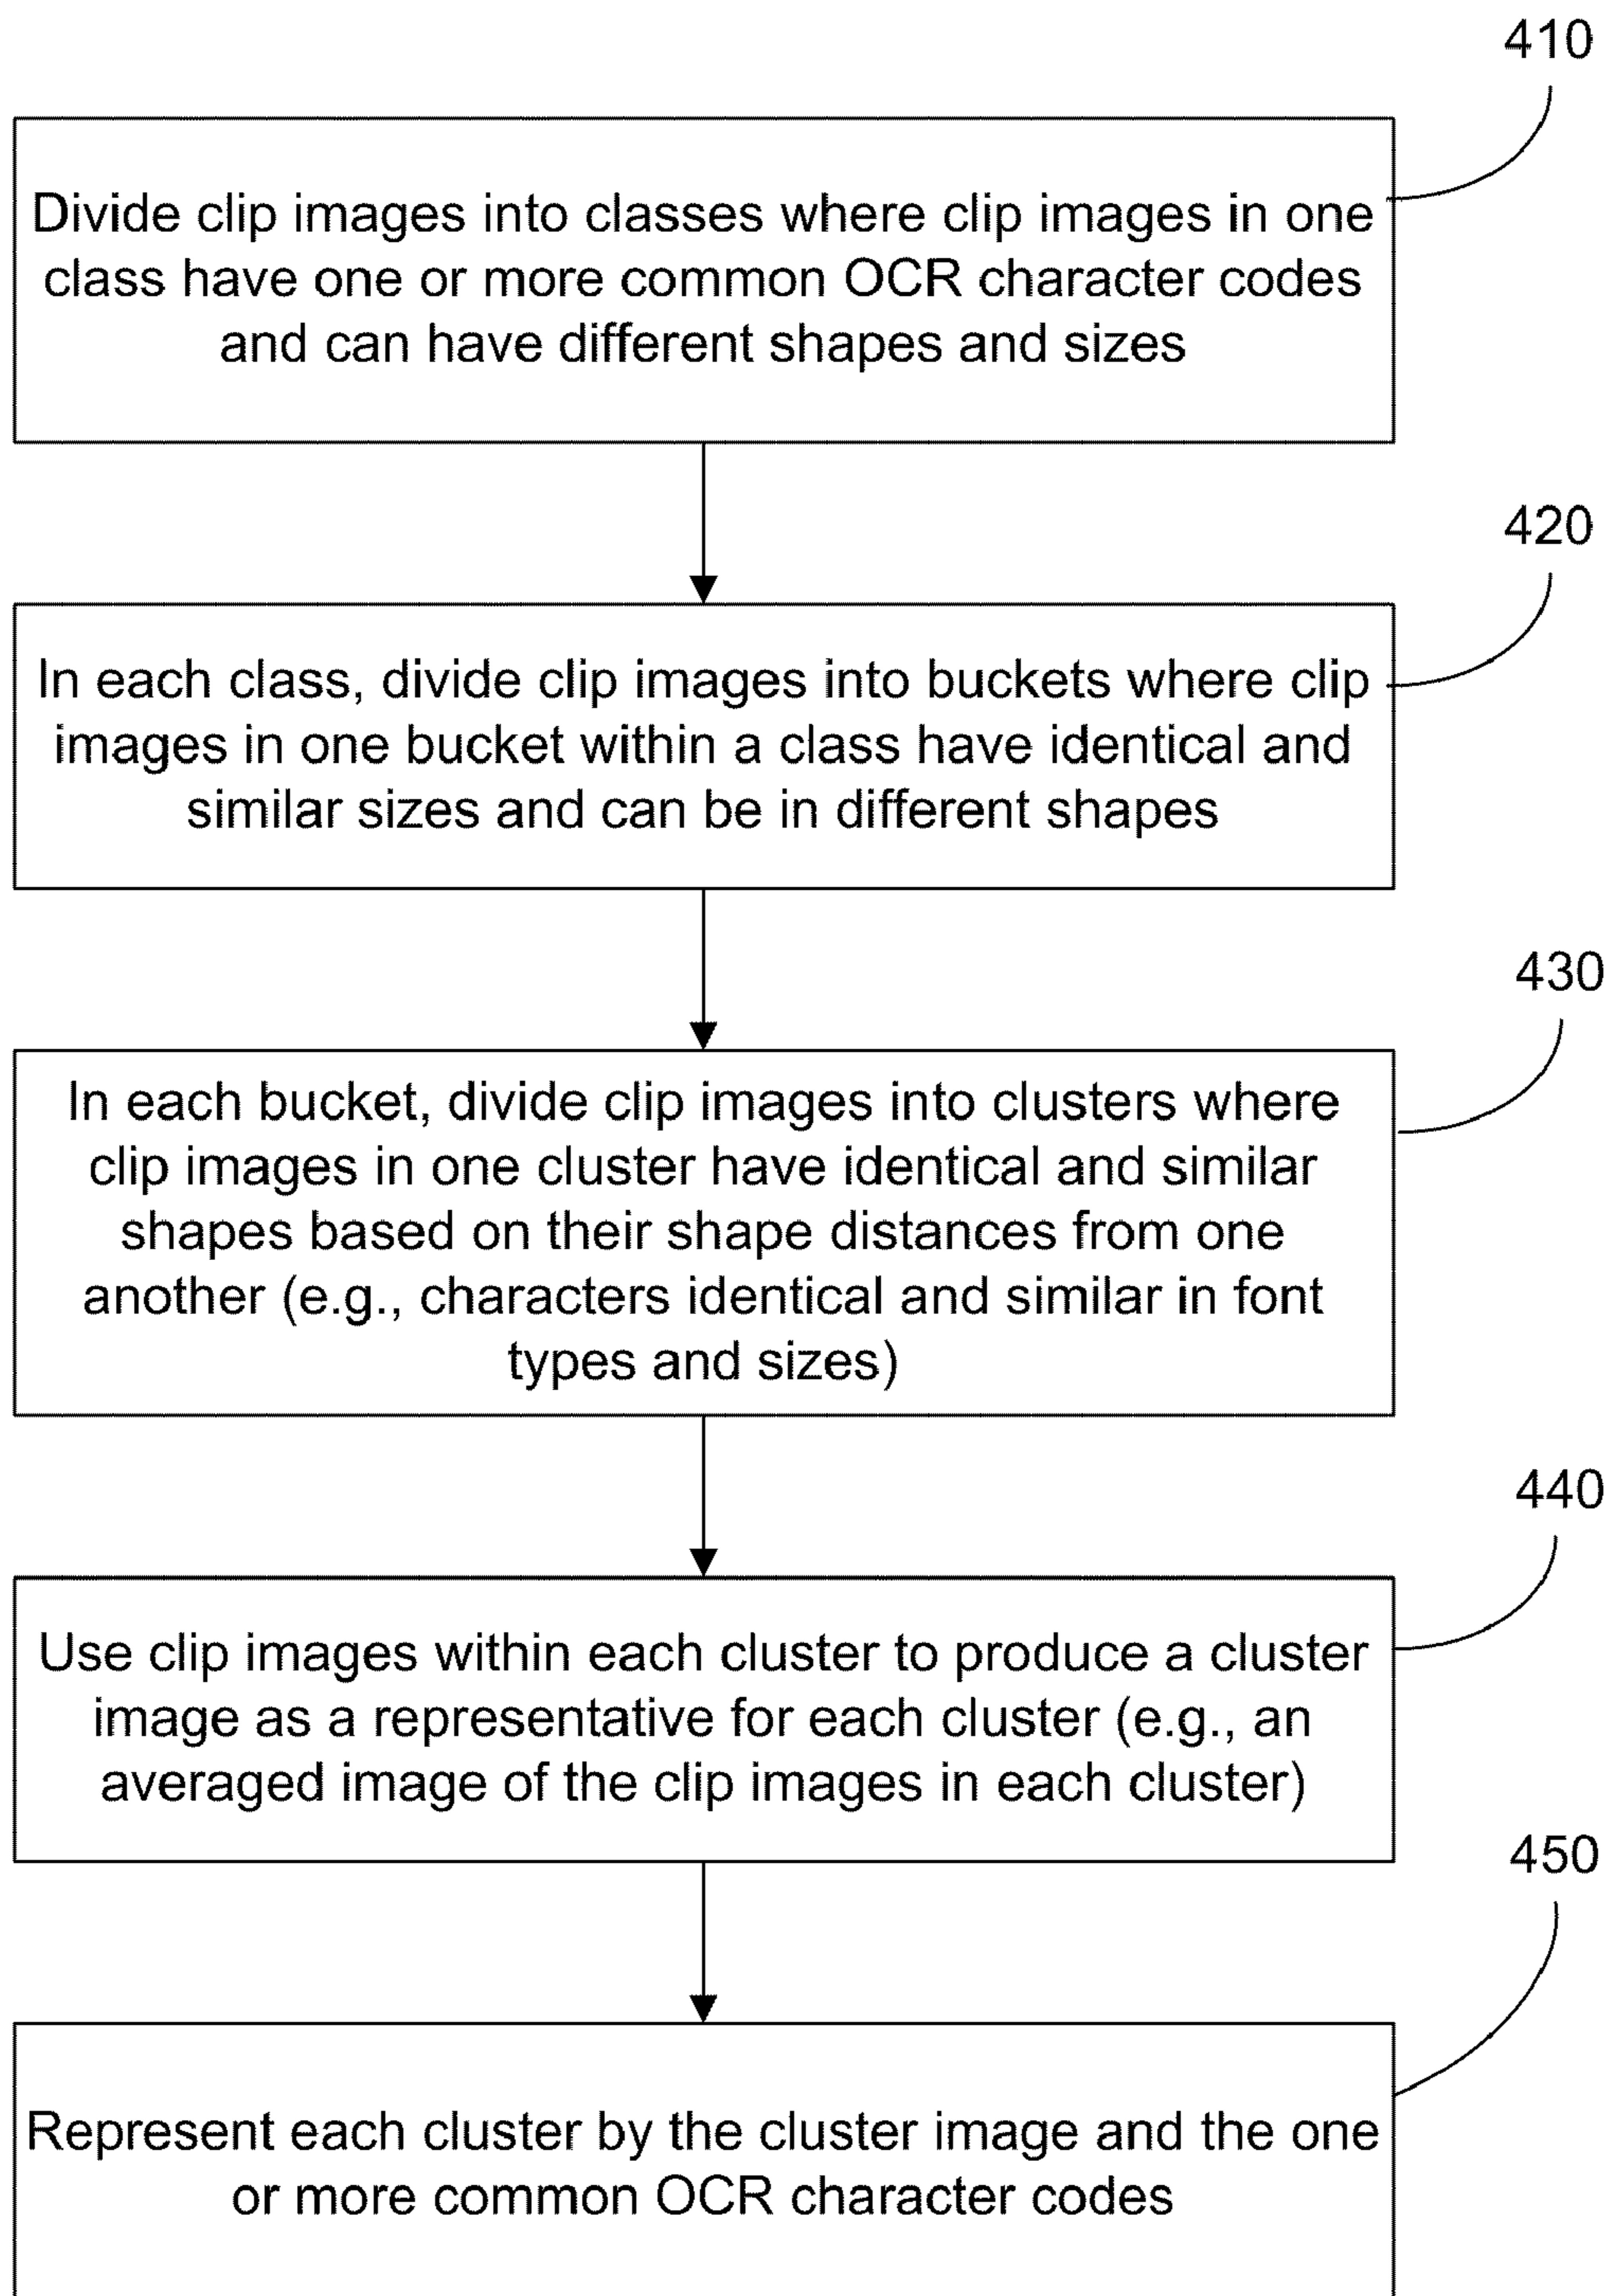 410
Divide clip images into classes where clip images in one
class have one or more common OCR character codes
and can have different shapes and sizes
420
In each class, divide clip images into buckets where clip
images in one bucket within a class have identical and
similar sizes and can be in different shapes
430
In each bucket, divide clip images into clusters where
clip images in one cluster have identical and similar
shapes based on their shape distances from one
another (e.g., characters identical and similar in font
types and sizes)
440
Use clip images within each cluster to produce a cluster
image as a representative for each cluster (e.g., an
averaged image of the clip images in each cluster)
450
Represent each cluster by the cluster image and the one
or more common OCR character codes